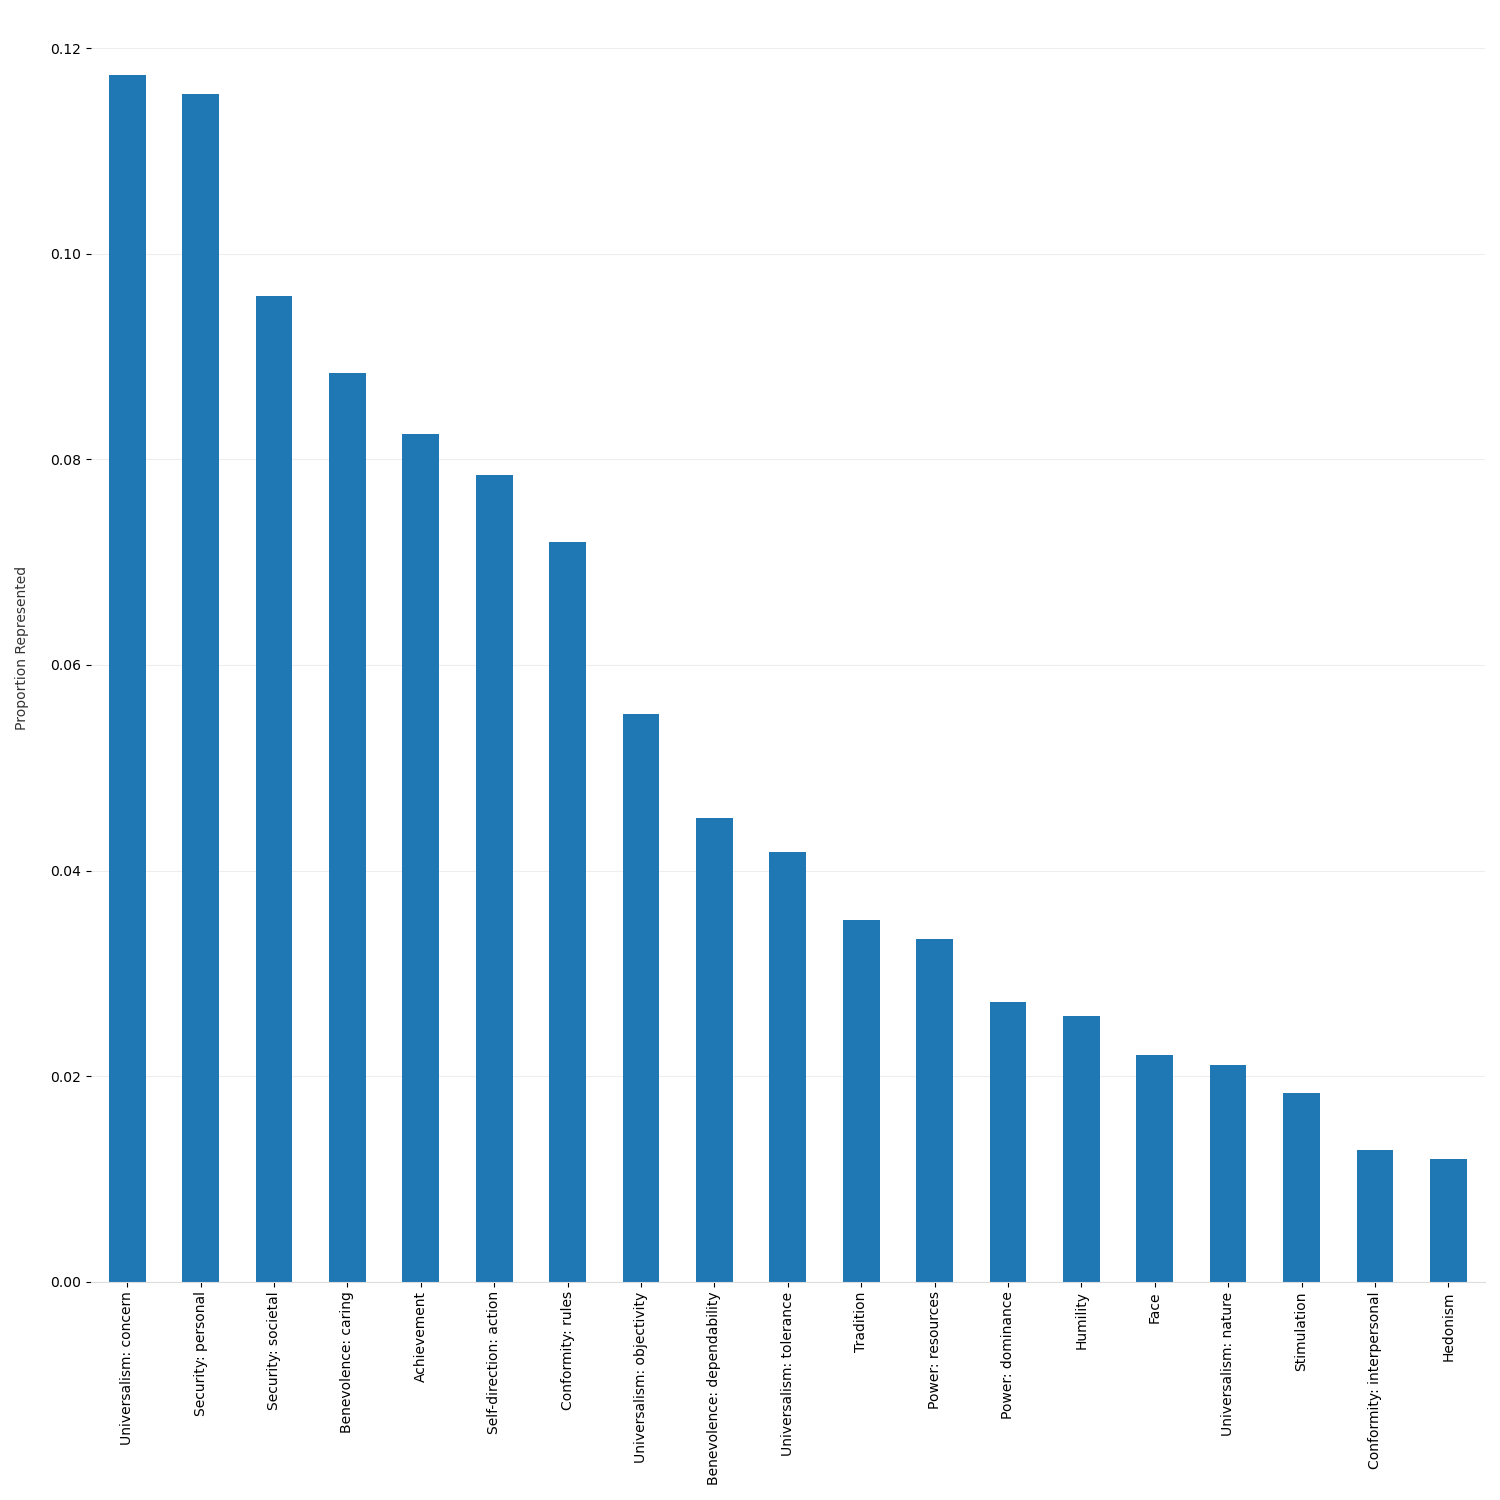 0.12
0.10
0.08
0.06
0.04
0.02
0.00
Proportion Represented
Universalism: concern
Security: personal
Security: societal
Benevolence: caring
Achievement
Self-direction: action
Conformity: rules
Universalism: objectivity
Benevolence: dependability
Universalism: tolerance
Tradition
Power: resources
Power: dominance
Humility
Face
Universalism: nature
Stimulation
Conformity: interpersonal
Hedonism